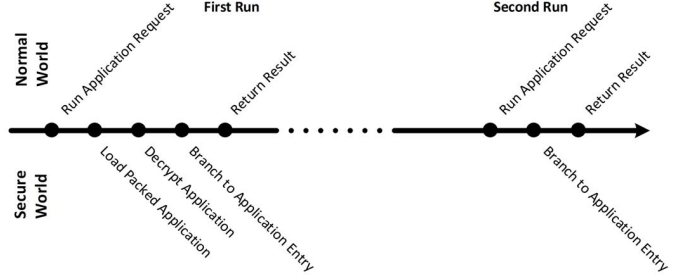 First Run
Second Run
Normal
World
Run Application Request
Return Result
Run Application Request
Return Result
Secure
World
Load Packed Application
Decrypt Application
Branch to Application Entry
Branch to Application Entry